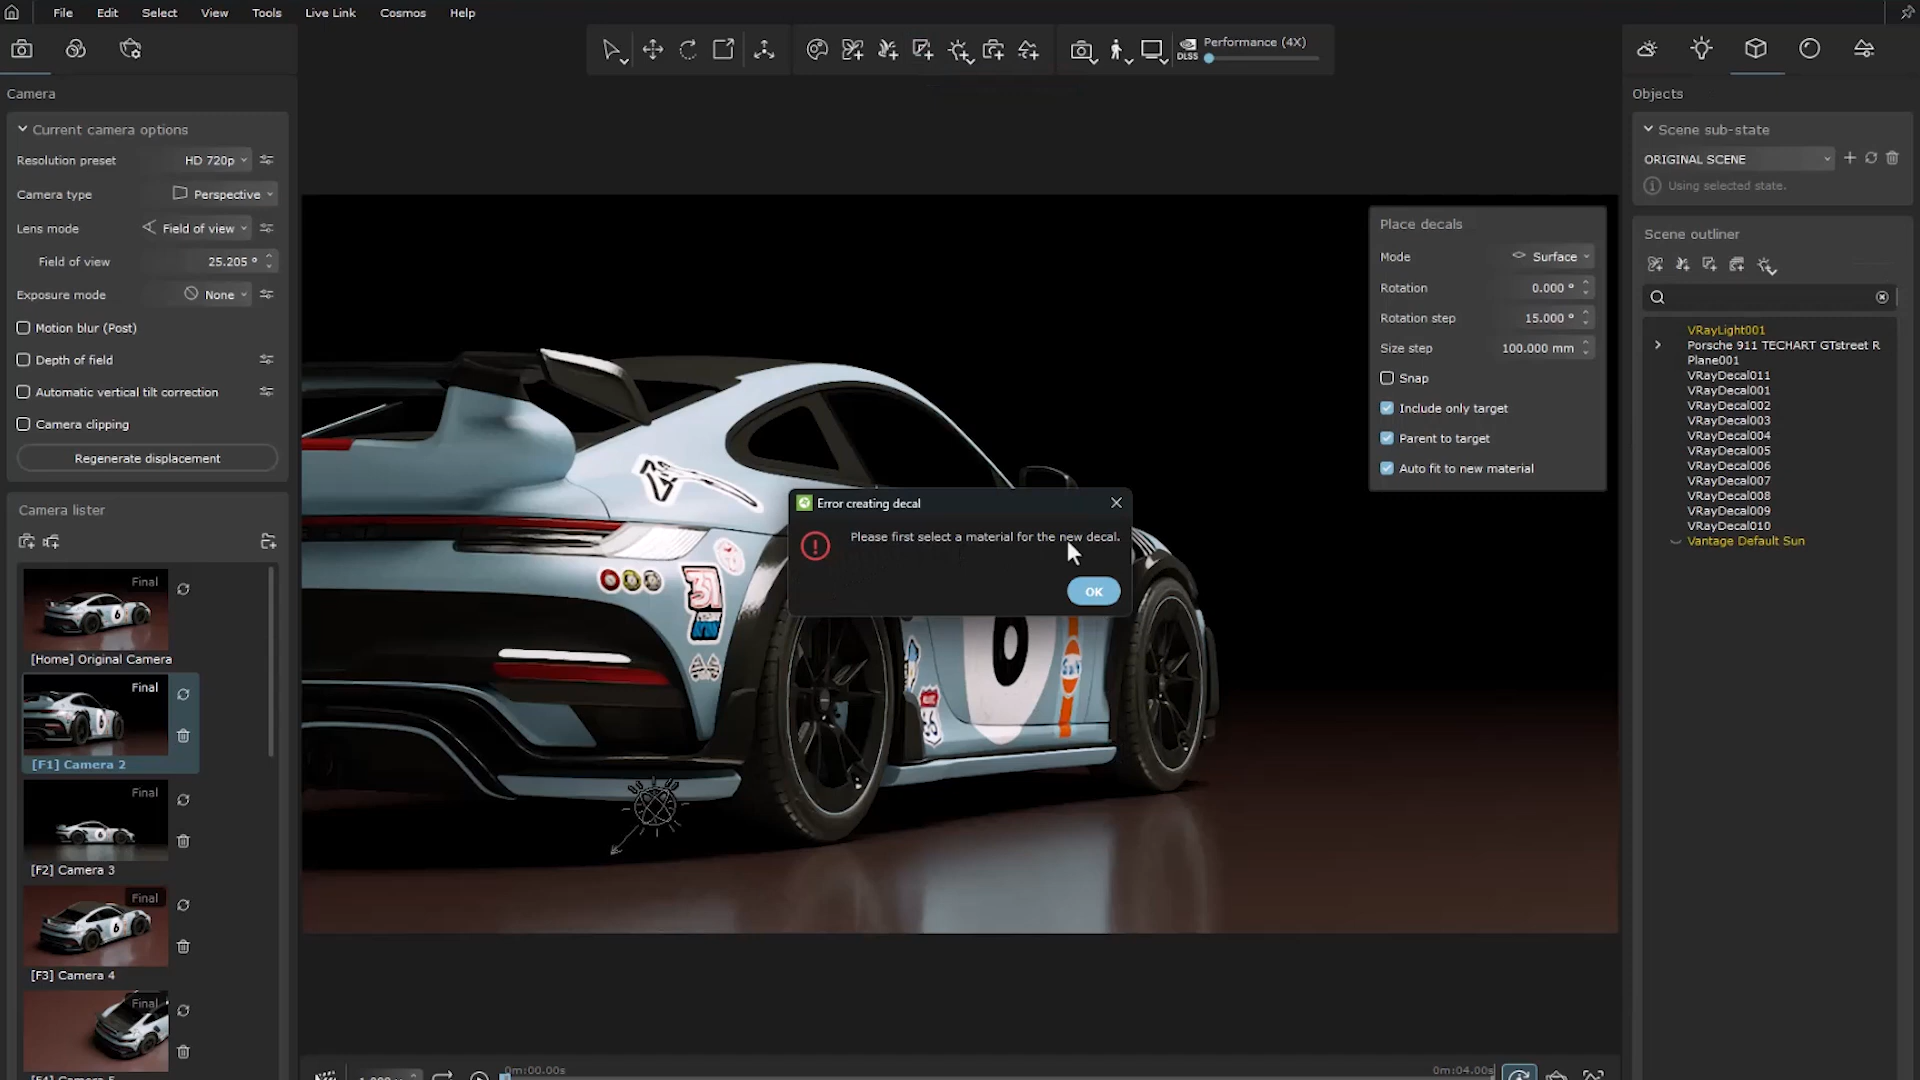 File Edit Select View Tools Live Link Cosmos Help
DLSS Performance (4X)
Camera
Current camera options
Resolution preset HD 720p
Camera type Perspective
Lens mode Field of view
Field of view 25.205 °
Exposure mode None
Motion blur (Post)
Depth of field
Automatic vertical tilt correction
Camera clipping
Regenerate displacement
Camera lister
Final
[Home] Original Camera
Final
[F1] Camera 2
Final
[F2] Camera 3
Final
[F3] Camera 4
Final
Place decals
Mode Surface
Rotation 0.000 °
Rotation step 15.000 °
Size step 100.000 mm
Snap
Include only target
Parent to target
Auto fit to new material
Error creating decal
Please first select a material for the new decal.
OK
31
6
66
0m:00.00s
0m:04.00s
Objects
Scene sub-state
ORIGINAL SCENE
Using selected state.
Scene outliner
VRayLight001
Porsche 911 TECHART GTstreet R
Plane001
VRayDecal011
VRayDecal001
VRayDecal002
VRayDecal003
VRayDecal004
VRayDecal005
VRayDecal006
VRayDecal007
VRayDecal008
VRayDecal009
VRayDecal010
Vantage Default Sun